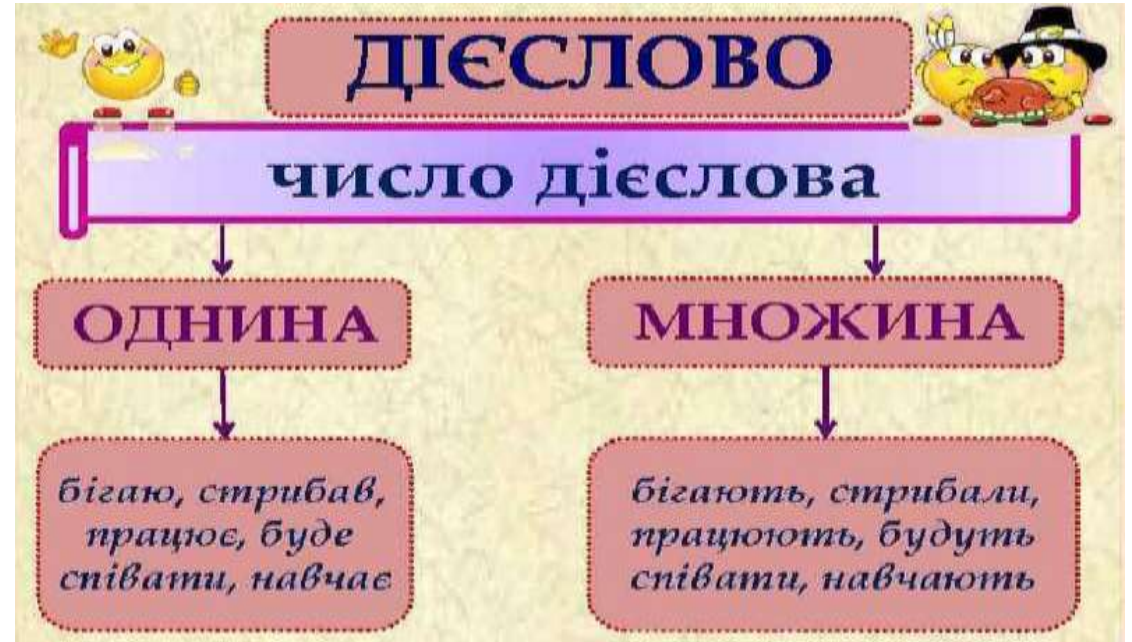 ДІЄСЛОВО
число дієслова
ОДНИНА
МНОЖИНА
бігаю, стрибав,
працює, буде
співати, навчає
бігають, стрибали,
працюють, будуть
співати, навчають